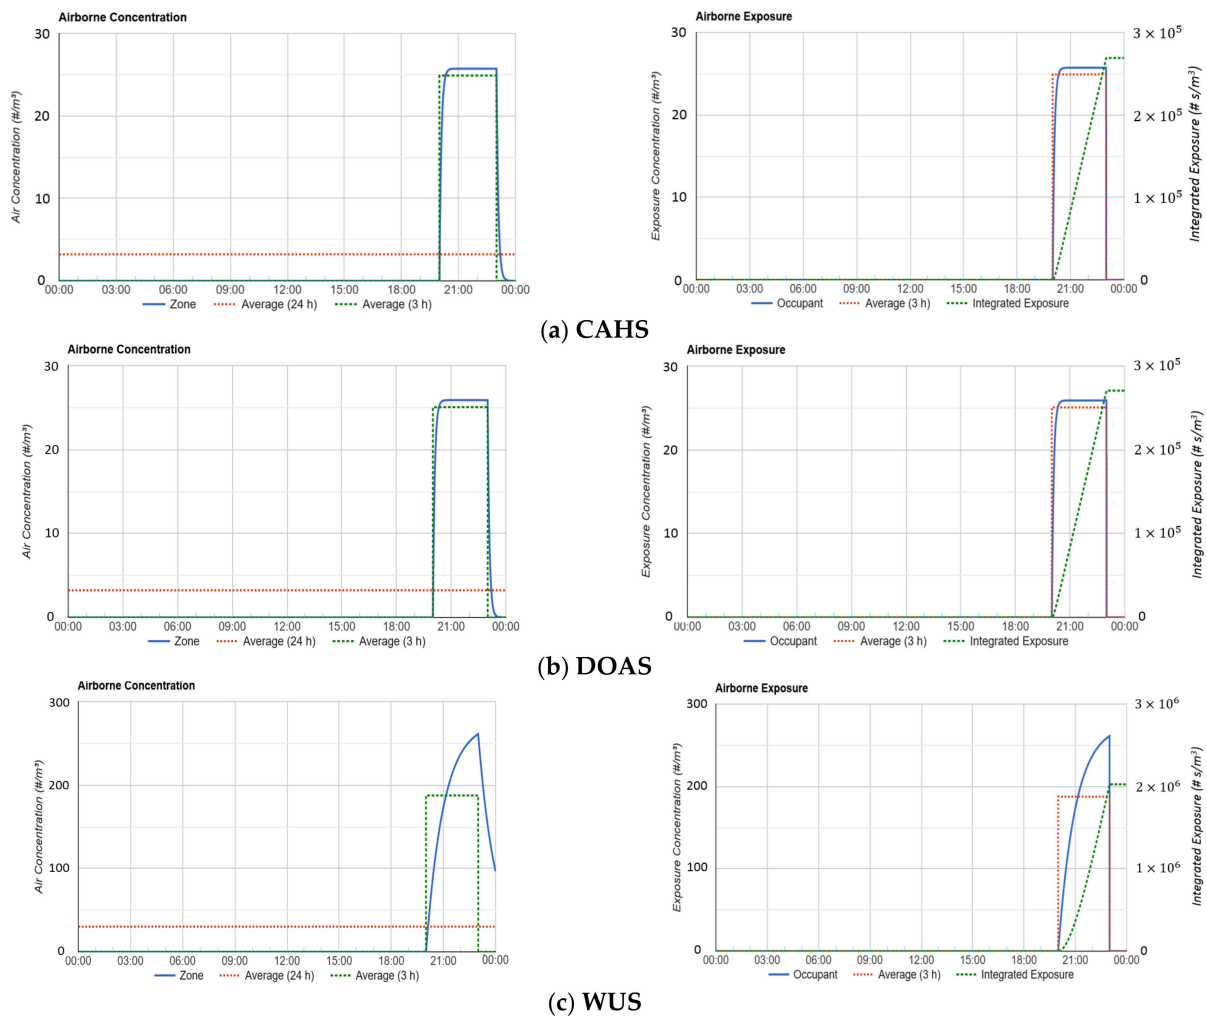 Airborne Concentration
Air Concentration (#/m³)
30
20
10
0
00:00 03:00 06:00 09:00 12:00 15:00 18:00 21:00 00:00
Zone Average (24 h) Average (3 h)
Airborne Exposure
Exposure Concentration (#/m³)
30
20
10
0
3 × 10⁵
2 × 10⁵
1 × 10⁵
0
Integrated Exposure (# s/m³)
00:00 03:00 06:00 09:00 12:00 15:00 18:00 21:00 00:00
Occupant Average (3 h) Integrated Exposure
(a) CAHS
Airborne Concentration
Air Concentration (#/m³)
30
20
10
0
00:00 03:00 06:00 09:00 12:00 15:00 18:00 21:00 00:00
Zone Average (24 h) Average (3 h)
Airborne Exposure
Exposure Concentration (#/m³)
30
20
10
0
3 × 10⁵
2 × 10⁵
1 × 10⁵
0
Integrated Exposure (# s/m³)
00:00 03:00 06:00 09:00 12:00 15:00 18:00 21:00 00:00
Occupant Average (3 h) Integrated Exposure
(b) DOAS
Airborne Concentration
Air Concentration (#/m³)
300
200
100
0
00:00 03:00 06:00 09:00 12:00 15:00 18:00 21:00 00:00
Zone Average (24 h) Average (3 h)
Airborne Exposure
Exposure Concentration (#/m³)
300
200
100
0
3 × 10⁶
2 × 10⁶
1 × 10⁶
0
Integrated Exposure (# s/m³)
00:00 03:00 06:00 09:00 12:00 15:00 18:00 21:00 00:00
Occupant Average (3 h) Integrated Exposure
(c) WUS